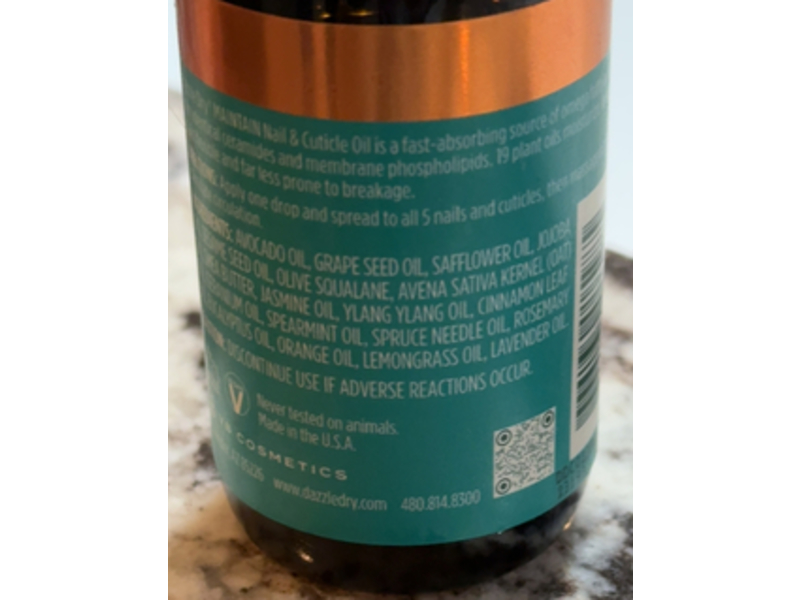 MAINTAIN Nail & Cuticle Oil is a fast-absorbing source of omega
ceramides and membrane phospholipids. 19 plant oils
and far less prone to breakage.
Apply one drop and spread to all 5 nails and cuticles, then
circulation.
AVOCADO OIL, GRAPE SEED OIL, SAFFLOWER OIL, JOJOBA
SEED OIL, OLIVE SQUALANE, AVENA SATIVA KERNEL (OAT)
BUTTER, JASMINE OIL, YLANG YLANG OIL, CINNAMON LEAF
OIL, SPEARMINT OIL, SPRUCE NEEDLE OIL, ROSEMARY
OIL, ORANGE OIL, LEMONGRASS OIL, LAVENDER OIL.
DISCONTINUE USE IF ADVERSE REACTIONS OCCUR.
V
Never tested on animals.
Made in the U.S.A.
COSMETICS
85226 www.dazzledry.com 480.814.8300